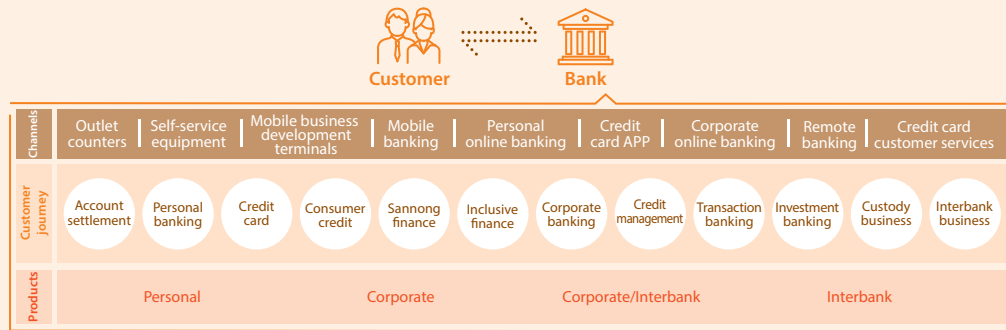 Customer
Bank
Channels
Outlet
counters
Self-service
equipment
Mobile business
development
terminals
Mobile
banking
Personal
online banking
Credit
card APP
Corporate
online banking
Remote
banking
Credit card
customer services
Customer
journey
Account
settlement
Personal
banking
Credit
card
Consumer
credit
Sannong
finance
Inclusive
finance
Corporate
banking
Credit
management
Transaction
banking
Investment
banking
Custody
business
Interbank
business
Products
Personal
Corporate
Corporate/Interbank
Interbank